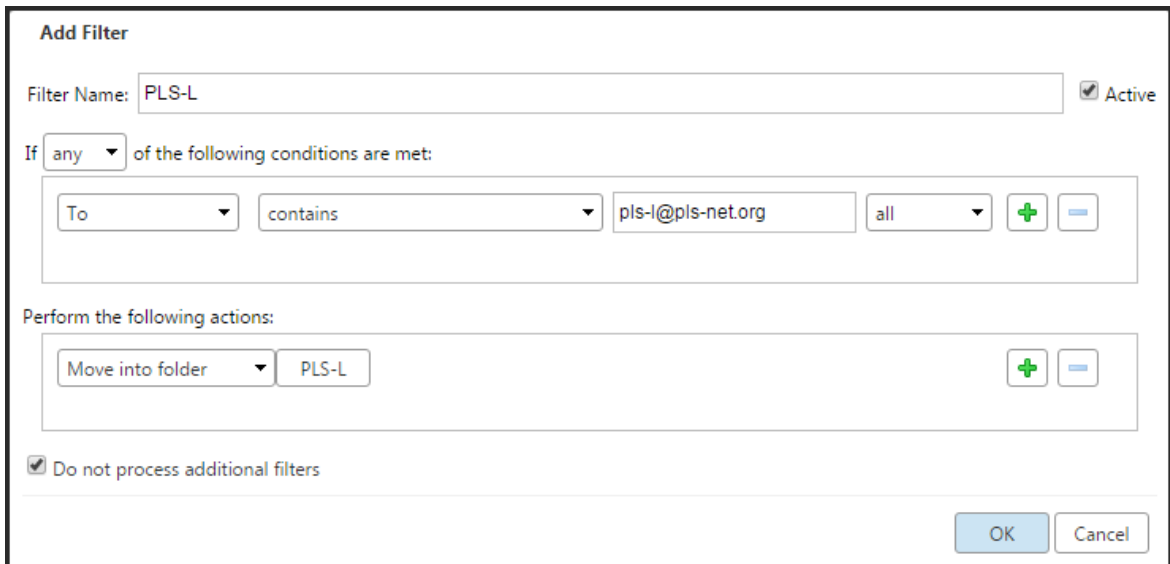 Add Filter
Filter Name: PLS-L Active
If any of the following conditions are met:
To contains pls-l@pls-net.org all
Perform the following actions:
Move into folder PLS-L
Do not process additional filters
OK Cancel